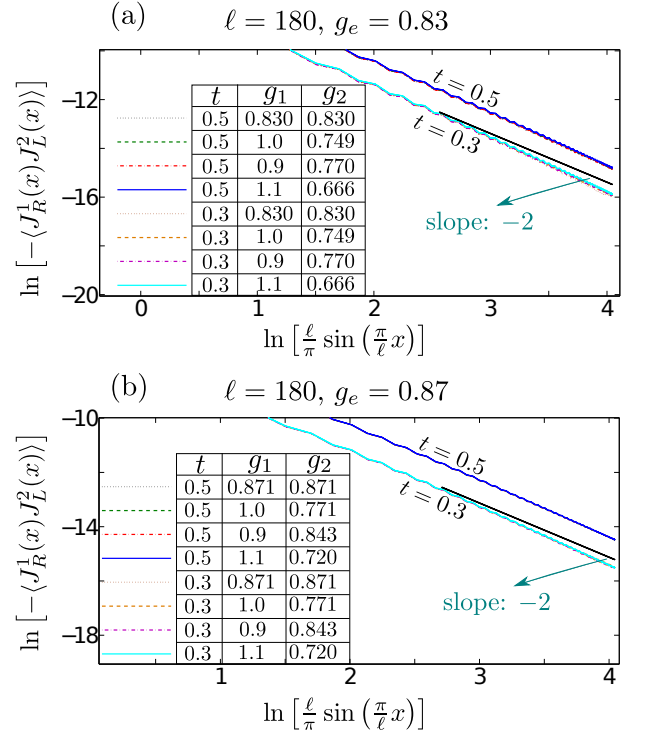 (a)
ℓ = 180, g_e = 0.83
ln [−⟨J_R^1(x)J_L^2(x)⟩]
−12
−16
−20
t g_1 g_2
0.5 0.830 0.830
0.5 1.0 0.749
0.5 0.9 0.770
0.5 1.1 0.666
0.3 0.830 0.830
0.3 1.0 0.749
0.3 0.9 0.770
0.3 1.1 0.666
t = 0.5
t = 0.3
slope: −2
0 1 2 3 4
ln [ℓ/π sin (π/ℓ x)]
(b)
ℓ = 180, g_e = 0.87
ln [−⟨J_R^1(x)J_L^2(x)⟩]
−10
−14
−18
t g_1 g_2
0.5 0.871 0.871
0.5 1.0 0.771
0.5 0.9 0.843
0.5 1.1 0.720
0.3 0.871 0.871
0.3 1.0 0.771
0.3 0.9 0.843
0.3 1.1 0.720
t = 0.5
t = 0.3
slope: −2
1 2 3 4
ln [ℓ/π sin (π/ℓ x)]